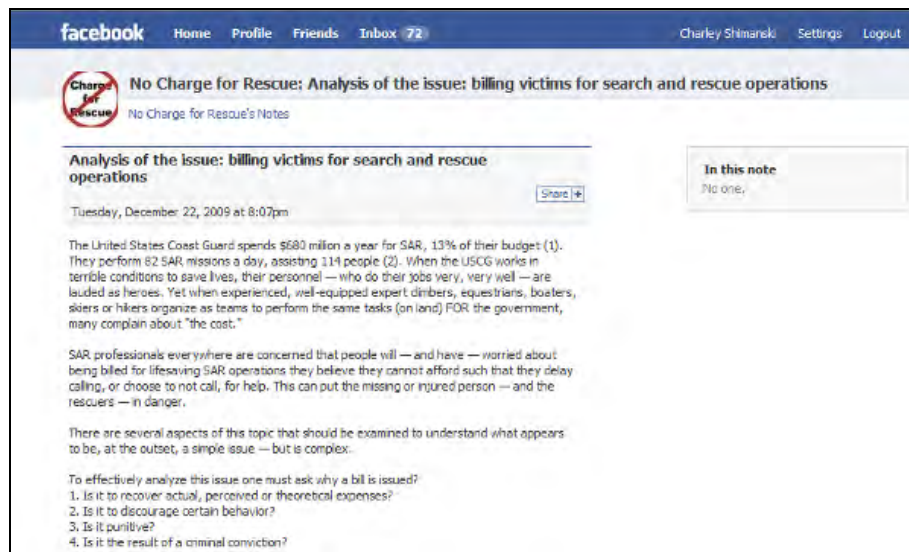 facebook Home Profile Friends Inbox 72 Charley Shimanski Settings Logout
Charge
for
Rescue
No Charge for Rescue: Analysis of the issue: billing victims for search and rescue operations
No Charge for Rescue's Notes
Analysis of the issue: billing victims for search and rescue
operations
Share +
Tuesday, December 22, 2009 at 8:07pm
In this note
No one.
The United States Coast Guard spends $680 million a year for SAR, 13% of their budget (1).
They perform 82 SAR missions a day, assisting 114 people (2). When the USCG works in
terrible conditions to save lives, their personnel — who do their jobs very, very well — are
lauded as heroes. Yet when experienced, well-equipped expert climbers, equestrians, boaters,
skiers or hikers organize as teams to perform the same tasks (on land) FOR the government,
many complain about "the cost."
SAR professionals everywhere are concerned that people will — and have — worried about
being billed for lifesaving SAR operations they believe they cannot afford such that they delay
calling, or choose to not call, for help. This can put the missing or injured person — and the
rescuers — in danger.
There are several aspects of this topic that should be examined to understand what appears
to be, at the outset, a simple issue — but is complex.
To effectively analyze this issue one must ask why a bill is issued?
1. Is it to recover actual, perceived or theoretical expenses?
2. Is it to discourage certain behavior?
3. Is it punitive?
4. Is it the result of a criminal conviction?